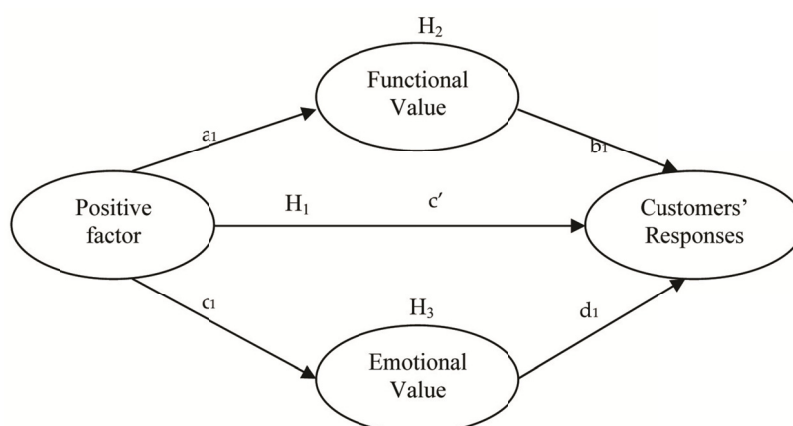 H₂
Functional
Value
a₁
b₁
Positive
factor
H₁
c′
Customers’
Responses
c₁
H₃
d₁
Emotional
Value